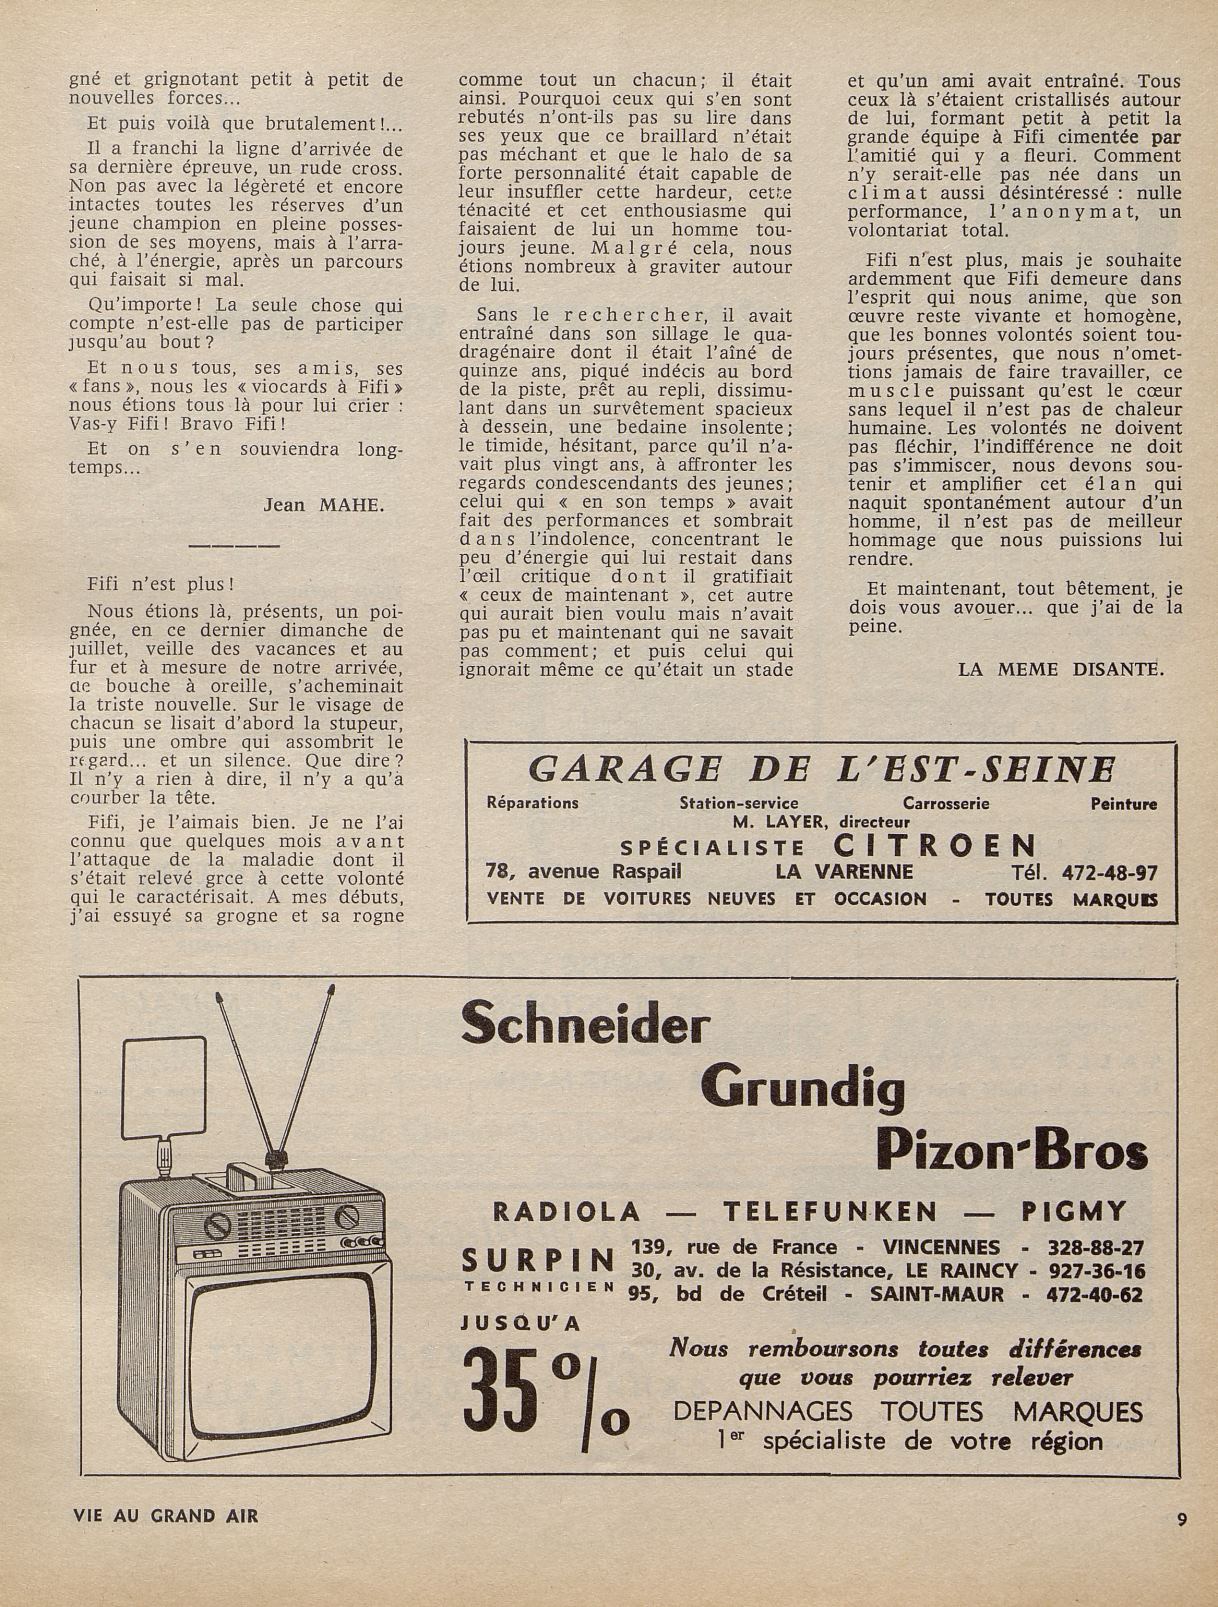 gné et grignotant petit à petit de
nouvelles forces...
Et puis voilà que brutalement!...
Il a franchi la ligne d'arrivée de
sa dernière épreuve, un rude cross.
Non pas avec la légèreté et encore
intactes toutes les réserves d'un
jeune champion en pleine posses-
sion de ses moyens, mais à l'arra-
ché, à l'énergie, après un parcours
qui faisait si mal.
Qu'importe! La seule chose qui
compte n'est-elle pas de participer
jusqu'au bout?
Et nous tous, ses amis, ses
« fans », nous les « viocards à Fifi »
nous étions tous là pour lui crier :
Vas-y Fifi! Bravo Fifi!
Et on s'en souviendra long-
temps...
Jean MAHE.
Fifi n'est plus!
Nous étions là, présents, un poi-
gnée, en ce dernier dimanche de
juillet, veille des vacances et au
fur et à mesure de notre arrivée,
de bouche à oreille, s'acheminait
la triste nouvelle. Sur le visage de
chacun se lisait d'abord la stupeur,
puis une ombre qui assombrit le
regard... et un silence. Que dire?
Il n'y a rien à dire, il n'y a qu'à
courber la tête.
Fifi, je l'aimais bien. Je ne l'ai
connu que quelques mois avant
l'attaque de la maladie dont il
s'était relevé grce à cette volonté
qui le caractérisait. A mes débuts,
j'ai essuyé sa grogne et sa rogne
comme tout un chacun; il était
ainsi. Pourquoi ceux qui s'en sont
rebutés n'ont-ils pas su lire dans
ses yeux que ce braillard n'était
pas méchant et que le halo de sa
forte personnalité était capable de
leur insuffler cette hardeur, cette
ténacité et cet enthousiasme qui
faisaient de lui un homme tou-
jours jeune. Malgré cela, nous
étions nombreux à graviter autour
de lui.
Sans le rechercher, il avait
entraîné dans son sillage le qua-
dragénaire dont il était l'aîné de
quinze ans, piqué indécis au bord
de la piste, prêt au repli, dissimu-
lant dans un survêtement spacieux
à dessein, une bedaine insolente;
le timide, hésitant, parce qu'il n'a-
vait plus vingt ans, à affronter les
regards condescendants des jeunes;
celui qui « en son temps » avait
fait des performances et sombrait
dans l'indolence, concentrant le
peu d'énergie qui lui restait dans
l'œil critique dont il gratifiait
« ceux de maintenant », cet autre
qui aurait bien voulu mais n'avait
pas pu et maintenant qui ne savait
pas comment; et puis celui qui
ignorait même ce qu'était un stade
et qu'un ami avait entraîné. Tous
ceux là s'étaient cristallisés autour
de lui, formant petit à petit la
grande équipe à Fifi cimentée par
l'amitié qui y a fleuri. Comment
n'y serait-elle pas née dans un
climat aussi désintéressé : nulle
performance, l'anonymat, un
volontariat total.
Fifi n'est plus, mais je souhaite
ardemment que Fifi demeure dans
l'esprit qui nous anime, que son
œuvre reste vivante et homogène,
que les bonnes volontés soient tou-
jours présentes, que nous n'omet-
tions jamais de faire travailler, ce
muscle puissant qu'est le cœur
sans lequel il n'est pas de chaleur
humaine. Les volontés ne doivent
pas fléchir, l'indifférence ne doit
pas s'immiscer, nous devons sou-
tenir et amplifier cet élan qui
naquit spontanément autour d'un
homme, il n'est pas de meilleur
hommage que nous puissions lui
rendre.
Et maintenant, tout bêtement, je
dois vous avouer... que j'ai de la
peine.
LA MEME DISANTE.
GARAGE DE L'EST-SEINE
Réparations Station-service Carrosserie Peinture
M. LAYER, directeur
SPÉCIALISTE CITROEN
78, avenue Raspail LA VARENNE Tél. 472-48-97
VENTE DE VOITURES NEUVES ET OCCASION - TOUTES MARQUES
Schneider
Grundig
Pizon-Bros
RADIOLA — TELEFUNKEN — PIGMY
SURPIN
TECHNICIEN
139, rue de France - VINCENNES - 328-88-27
30, av. de la Résistance, LE RAINCY - 927-36-16
95, bd de Créteil - SAINT-MAUR - 472-40-62
JUSQU'A
35%
Nous remboursons toutes différences
que vous pourriez relever
DEPANNAGES TOUTES MARQUES
1er spécialiste de votre région
VIE AU GRAND AIR
9